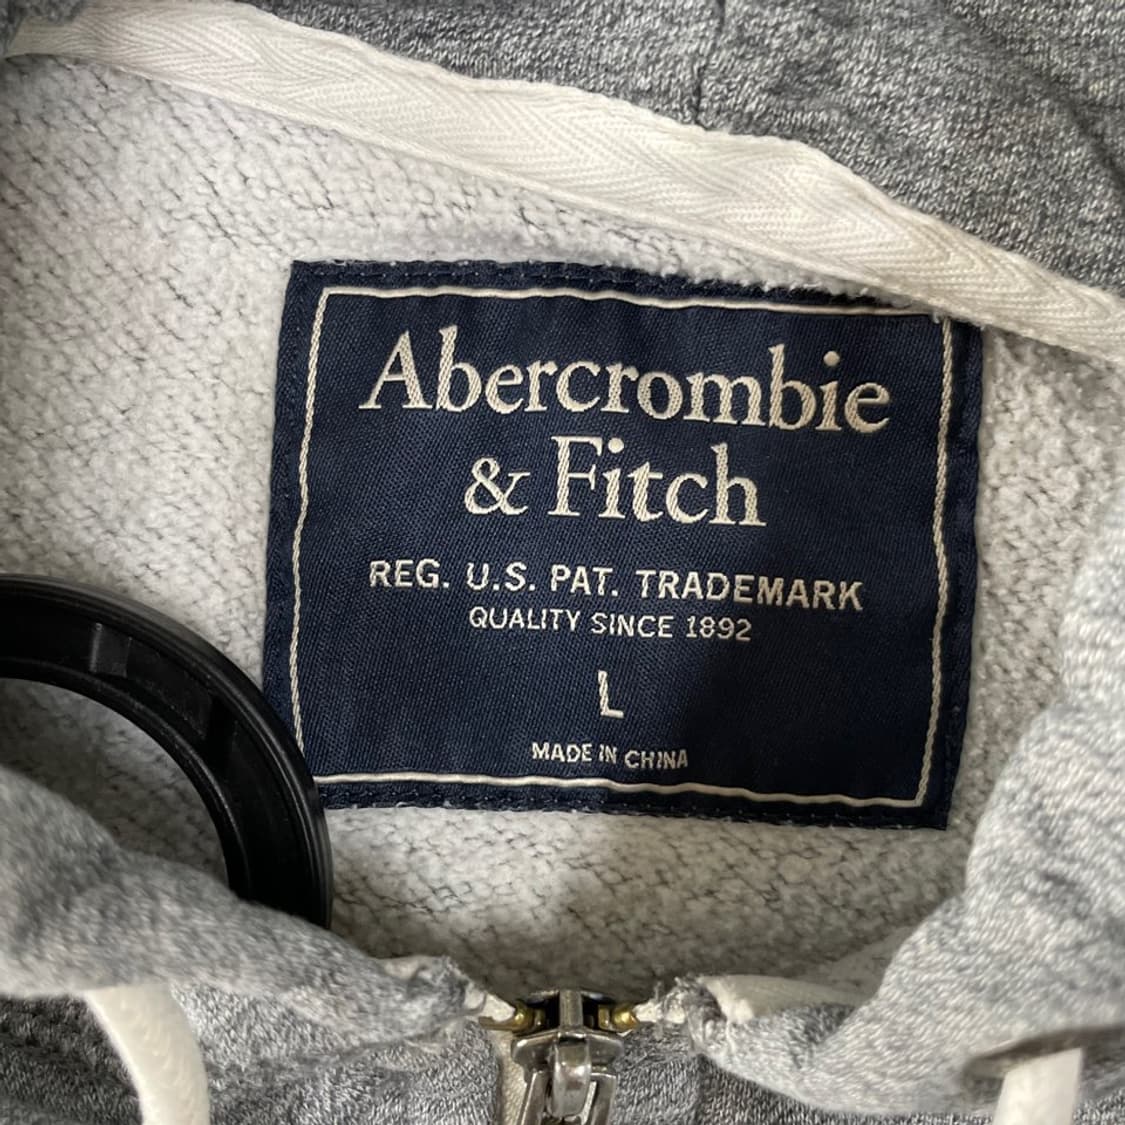 Abercrombie
& Fitch
REG. U.S. PAT. TRADEMARK
QUALITY SINCE 1892
L
MADE IN CHINA